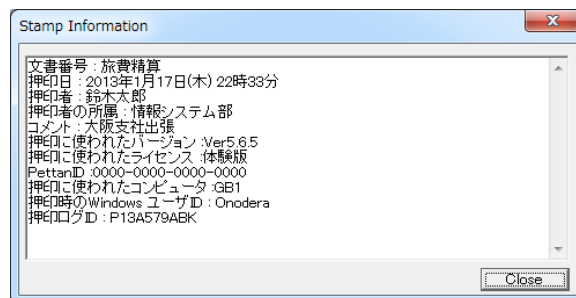 Stamp Information
文書番号 : 旅費精算
押印日 : 2013年1月17日(木) 22時33分
押印者 : 鈴木太郎
押印者の所属 : 情報システム部
コメント : 大阪支社出張
押印に使われたバージョン :Ver5.6.5
押印に使われたライセンス :体験版
PettanID :0000-0000-0000-0000
押印に使われたコンピュータ :GB1
押印時のWindows ユーザID : Onodera
押印ログID : P13A579ABK
Close